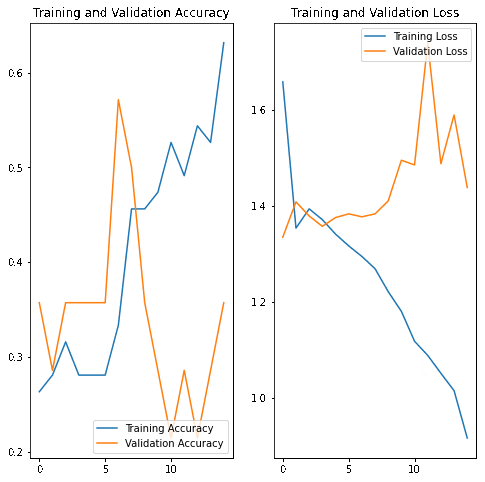 Training and Validation Accuracy
0.6
0.5
0.4
0.3
0.2
0
5
10
Training Accuracy
Validation Accuracy
Training and Validation Loss
1.6
1.4
1.2
1.0
0
5
10
Training Loss
Validation Loss